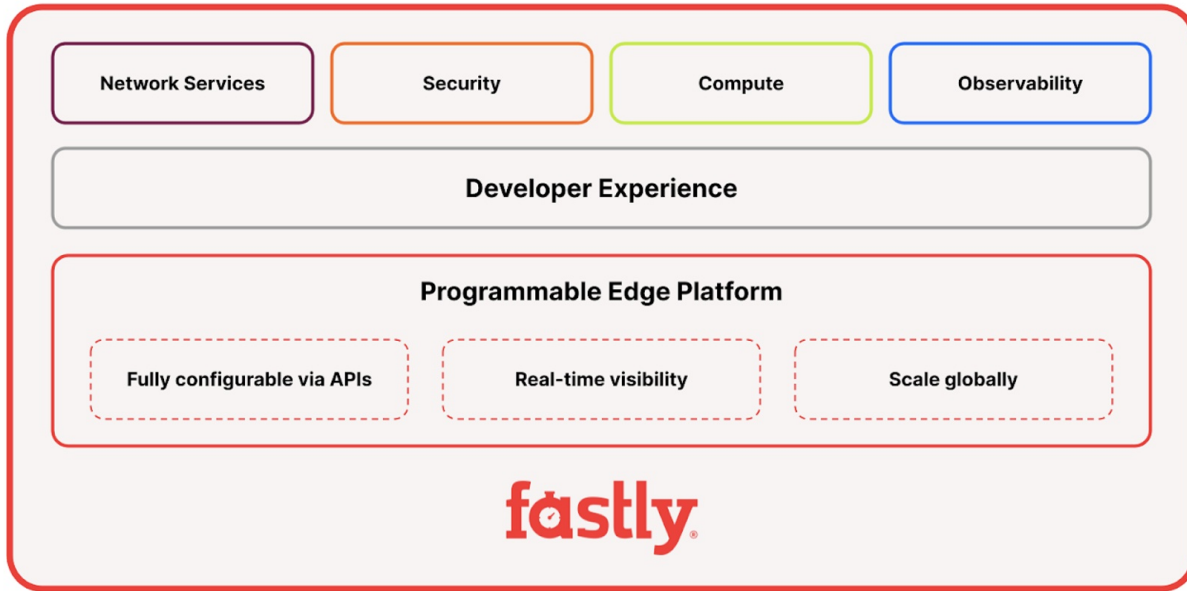 Network Services
Security
Compute
Observability
Developer Experience
Programmable Edge Platform
Fully configurable via APIs
Real-time visibility
Scale globally
fastly®